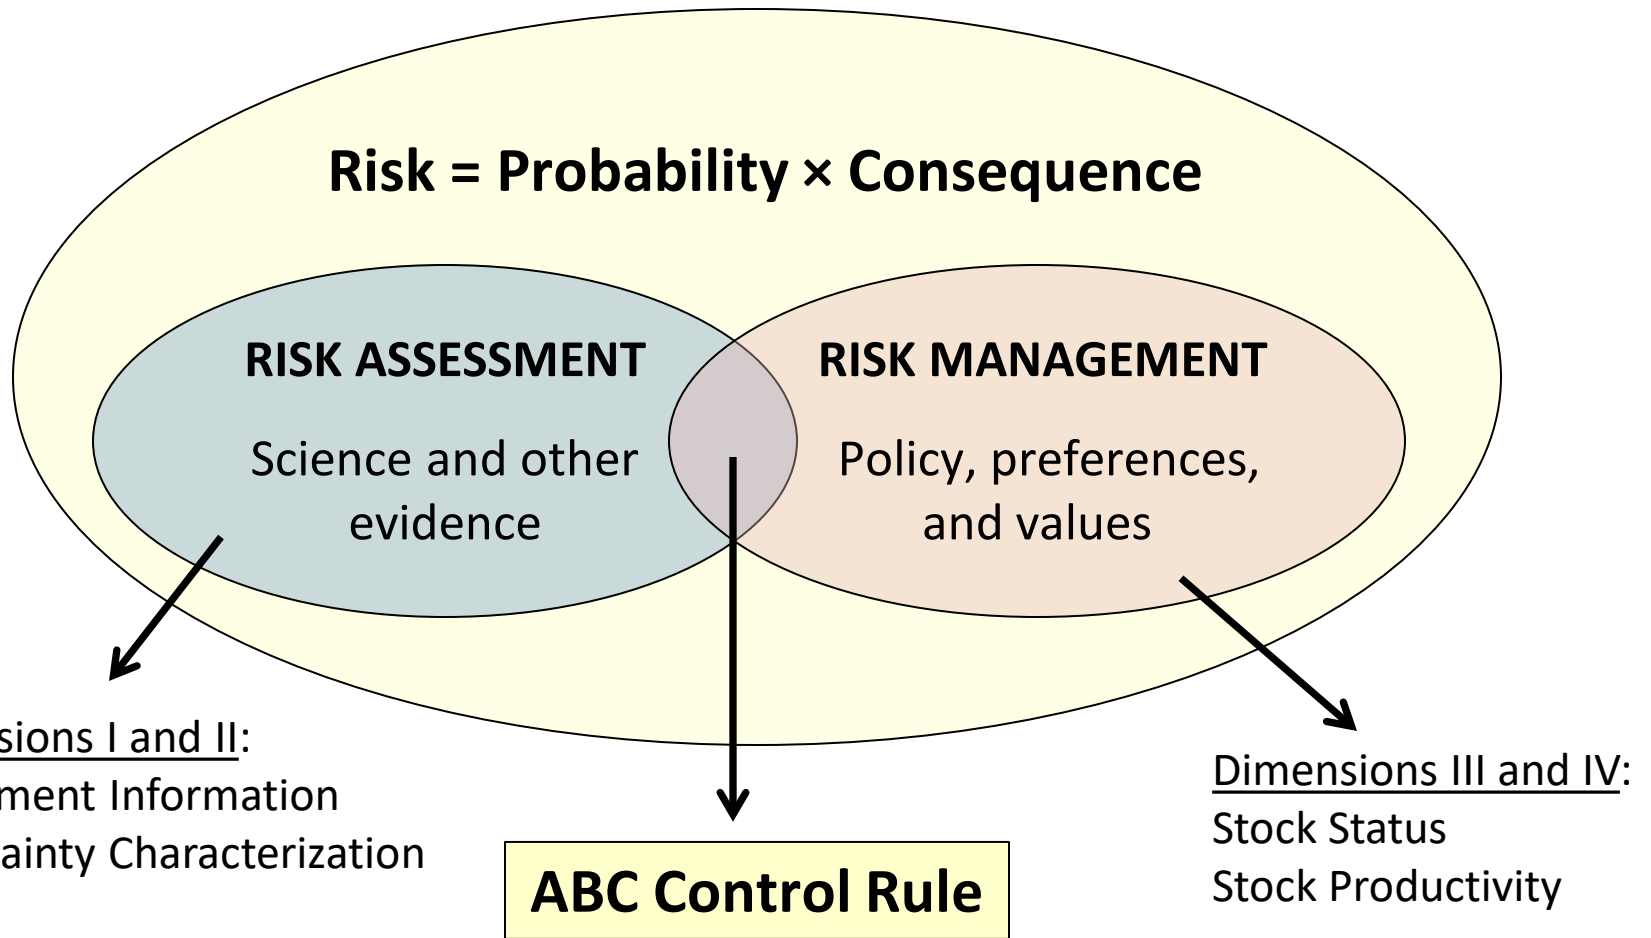 Risk = Probability × Consequence
RISK ASSESSMENT
Science and other
evidence
RISK MANAGEMENT
Policy, preferences,
and values
sions I and II:
ment Information
ainty Characterization
ABC Control Rule
Dimensions III and IV:
Stock Status
Stock Productivity